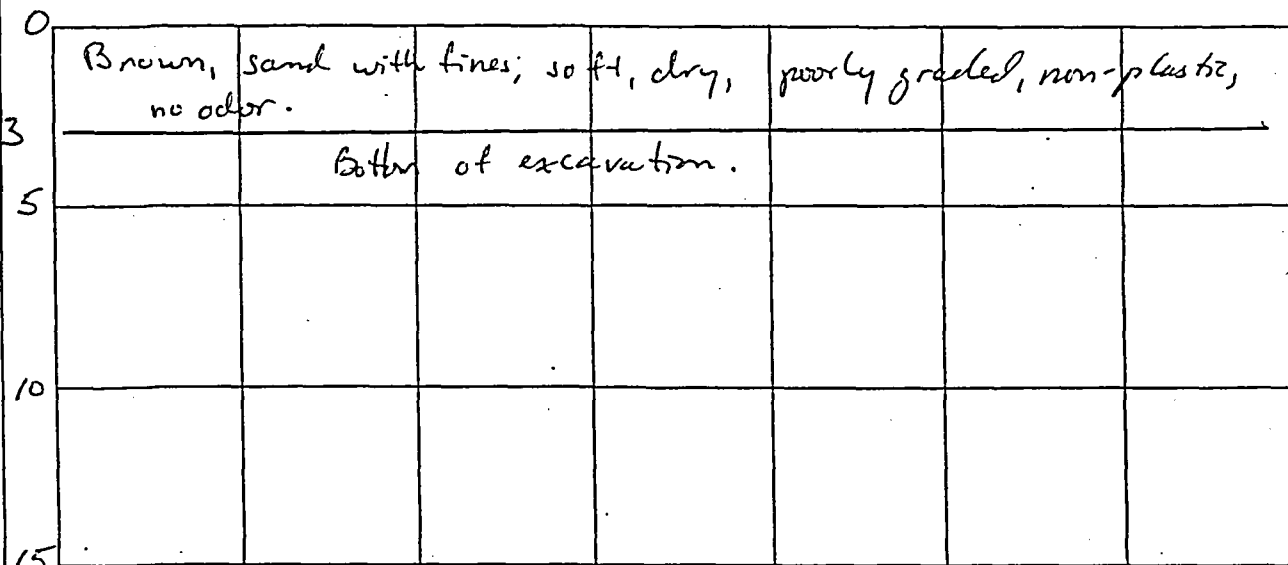 0
Brown, sand with fines; soft, dry, poorly graded, non-plastic,
no odor.
3
Bottom of excavation.
5
10
15